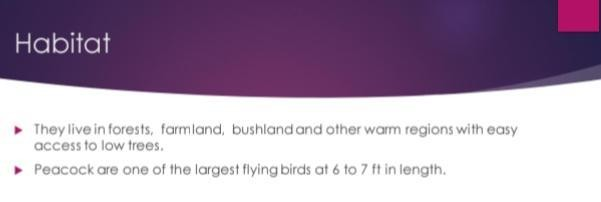 Habitat
They live in forests, farmland, bushland and other warm regions with easy
access to low trees.
Peacock are one of the largest flying birds at 6 to 7 ft in length.